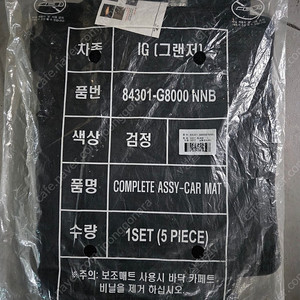 차종 IG (그랜저)
품번 84301-G8000 NNB
색상 검정
품명 COMPLETE ASSY-CAR MAT
수량 1SET (5 PIECE)
※주의: 보조매트 사용시 바닥 카페트
비닐을 제거 하십시오.